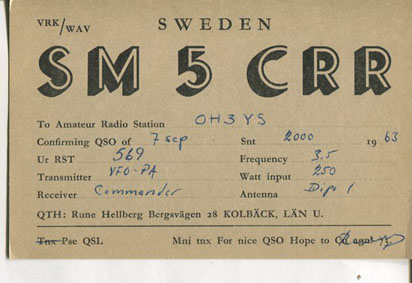 VRK/WAV SWEDEN
SM 5 CRR
To Amateur Radio Station OH3YS
Confirming QSO of 7 sep Snt 2000 1963
Ur RST 569 Frequency 3.5
Transmitter VFO-PA Watt input 250
Receiver Commander Antenna Dipl
QTH: Rune Hellberg Bergsvägen 28 KOLBÄCK, LÄN U.
Tnx Pse QSL Mni tnx For nice QSO Hope to 73